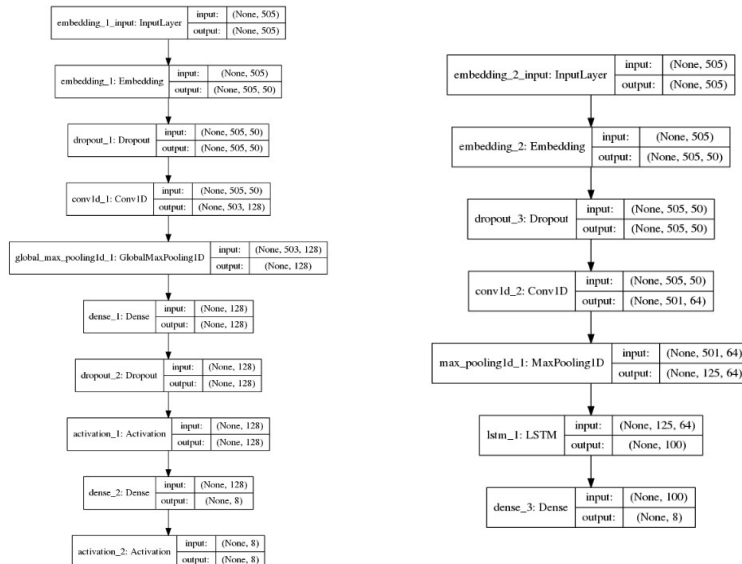 embedding_1_input: InputLayer input: (None, 505)
output: (None, 505)
embedding_1: Embedding input: (None, 505)
output: (None, 505, 50)
dropout_1: Dropout input: (None, 505, 50)
output: (None, 505, 50)
conv1d_1: Conv1D input: (None, 505, 50)
output: (None, 503, 128)
global_max_pooling1d_1: GlobalMaxPooling1D input: (None, 503, 128)
output: (None, 128)
dense_1: Dense input: (None, 128)
output: (None, 128)
dropout_2: Dropout input: (None, 128)
output: (None, 128)
activation_1: Activation input: (None, 128)
output: (None, 128)
dense_2: Dense input: (None, 128)
output: (None, 8)
activation_2: Activation input: (None, 8)
output: (None, 8)
embedding_2_input: InputLayer input: (None, 505)
output: (None, 505)
embedding_2: Embedding input: (None, 505)
output: (None, 505, 50)
dropout_3: Dropout input: (None, 505, 50)
output: (None, 505, 50)
conv1d_2: Conv1D input: (None, 505, 50)
output: (None, 501, 64)
max_pooling1d_1: MaxPooling1D input: (None, 501, 64)
output: (None, 125, 64)
lstm_1: LSTM input: (None, 125, 64)
output: (None, 100)
dense_3: Dense input: (None, 100)
output: (None, 8)